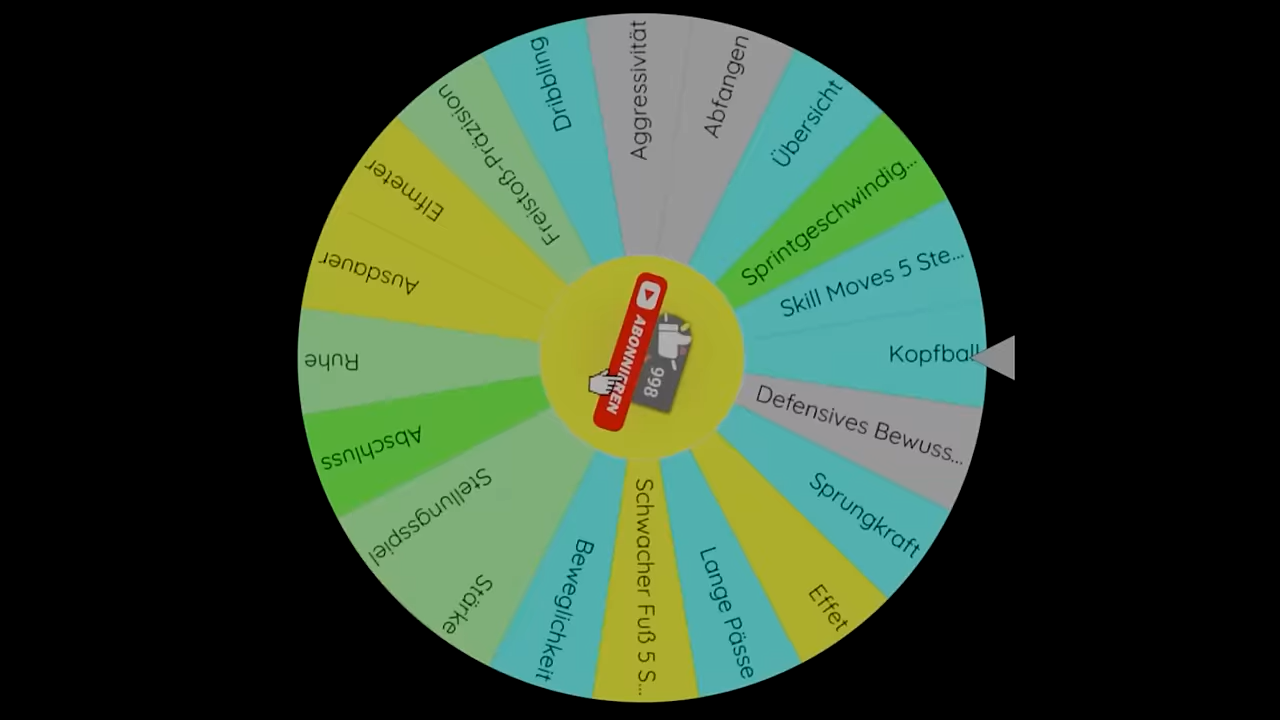 Aggressivität
Abfangen
Übersicht
Sprintgeschwindig...
Skill Moves 5 Ste...
Kopfball
Defensives Bewuss...
Sprungkraft
Effet
Lange Pässe
Schwacher Fuß 5 S...
Beweglichkeit
Stärke
Stellungsspiel
Abschluss
Ruhe
Ausdauer
Elfmeter
Freistoß-Präzision
Dribbling
ABONNIEREN
998